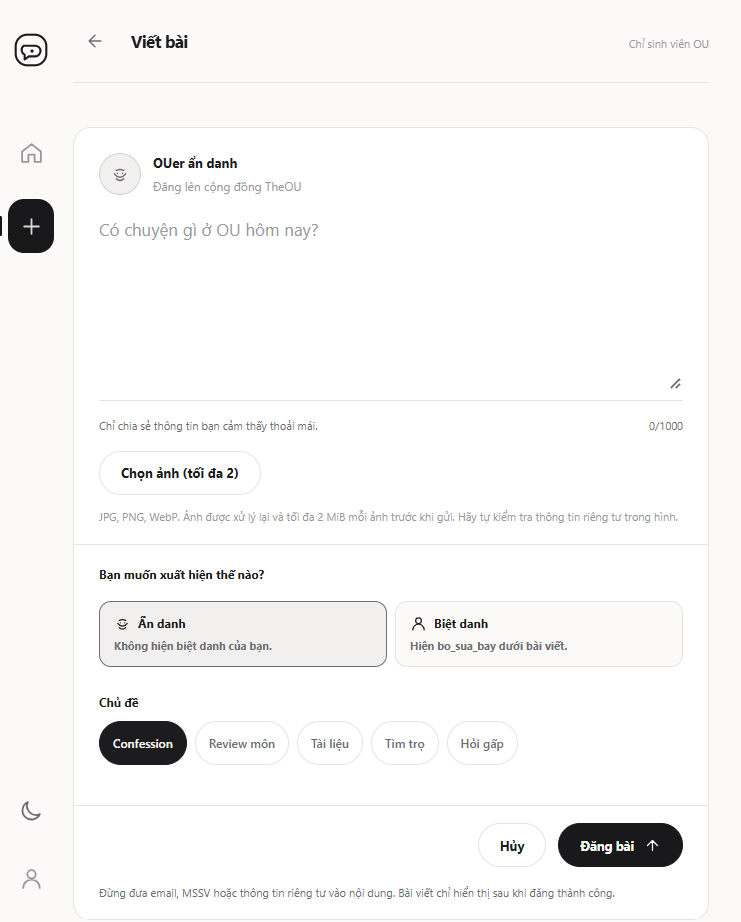 Viết bài
Chỉ sinh viên OU
OUer ẩn danh
Đăng lên cộng đồng TheOU
Có chuyện gì ở OU hôm nay?
Chỉ chia sẻ thông tin bạn cảm thấy thoải mái.
0/1000
Chọn ảnh (tối đa 2)
JPG, PNG, WebP. Ảnh được xử lý lại và tối đa 2 MiB mỗi ảnh trước khi gửi. Hãy tự kiểm tra thông tin riêng tư trong hình.
Bạn muốn xuất hiện thế nào?
Ẩn danh
Không hiện biệt danh của bạn.
Biệt danh
Hiện bo_sua_bay dưới bài viết.
Chủ đề
Confession
Review môn
Tài liệu
Tìm trọ
Hỏi gấp
Hủy
Đăng bài
Đừng đưa email, MSSV hoặc thông tin riêng tư vào nội dung. Bài viết chỉ hiển thị sau khi đăng thành công.